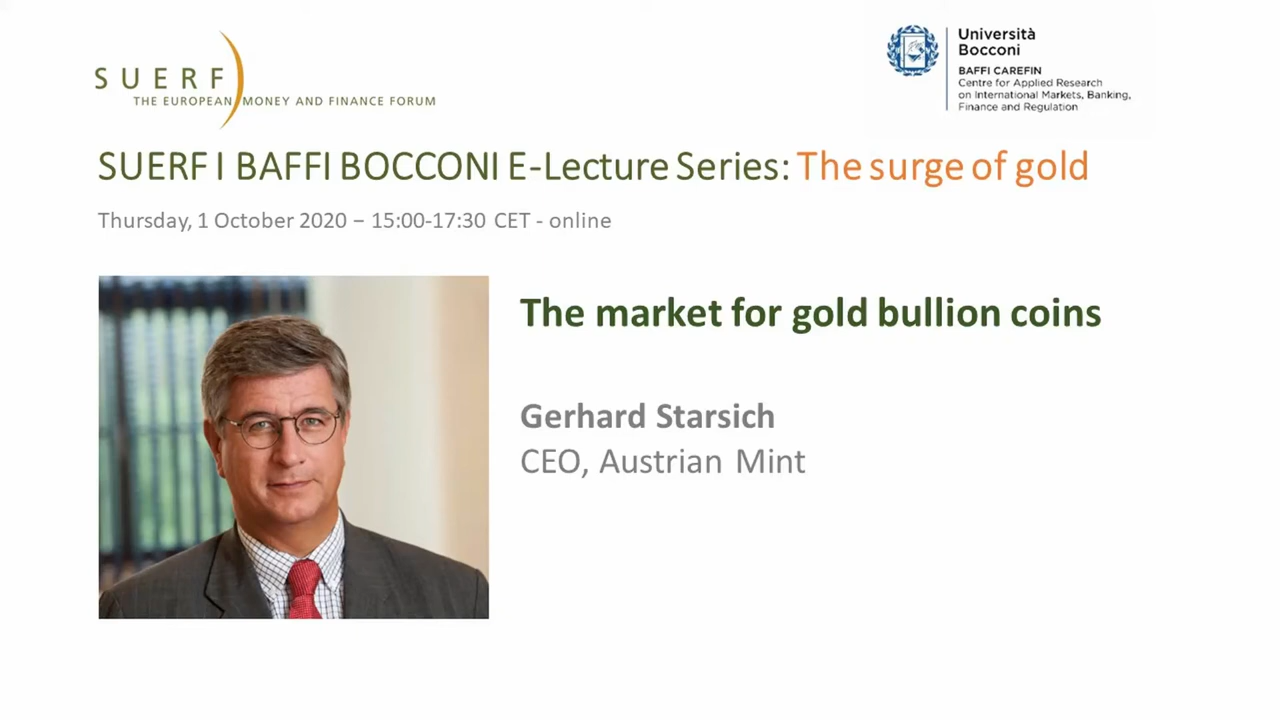 SUERF
THE EUROPEAN MONEY AND FINANCE FORUM
Università
Bocconi
BAFFI CAREFIN
Centre for Applied Research
on International Markets, Banking,
Finance and Regulation
SUERF I BAFFI BOCCONI E-Lecture Series: The surge of gold
Thursday, 1 October 2020 – 15:00-17:30 CET - online
The market for gold bullion coins
Gerhard Starsich
CEO, Austrian Mint